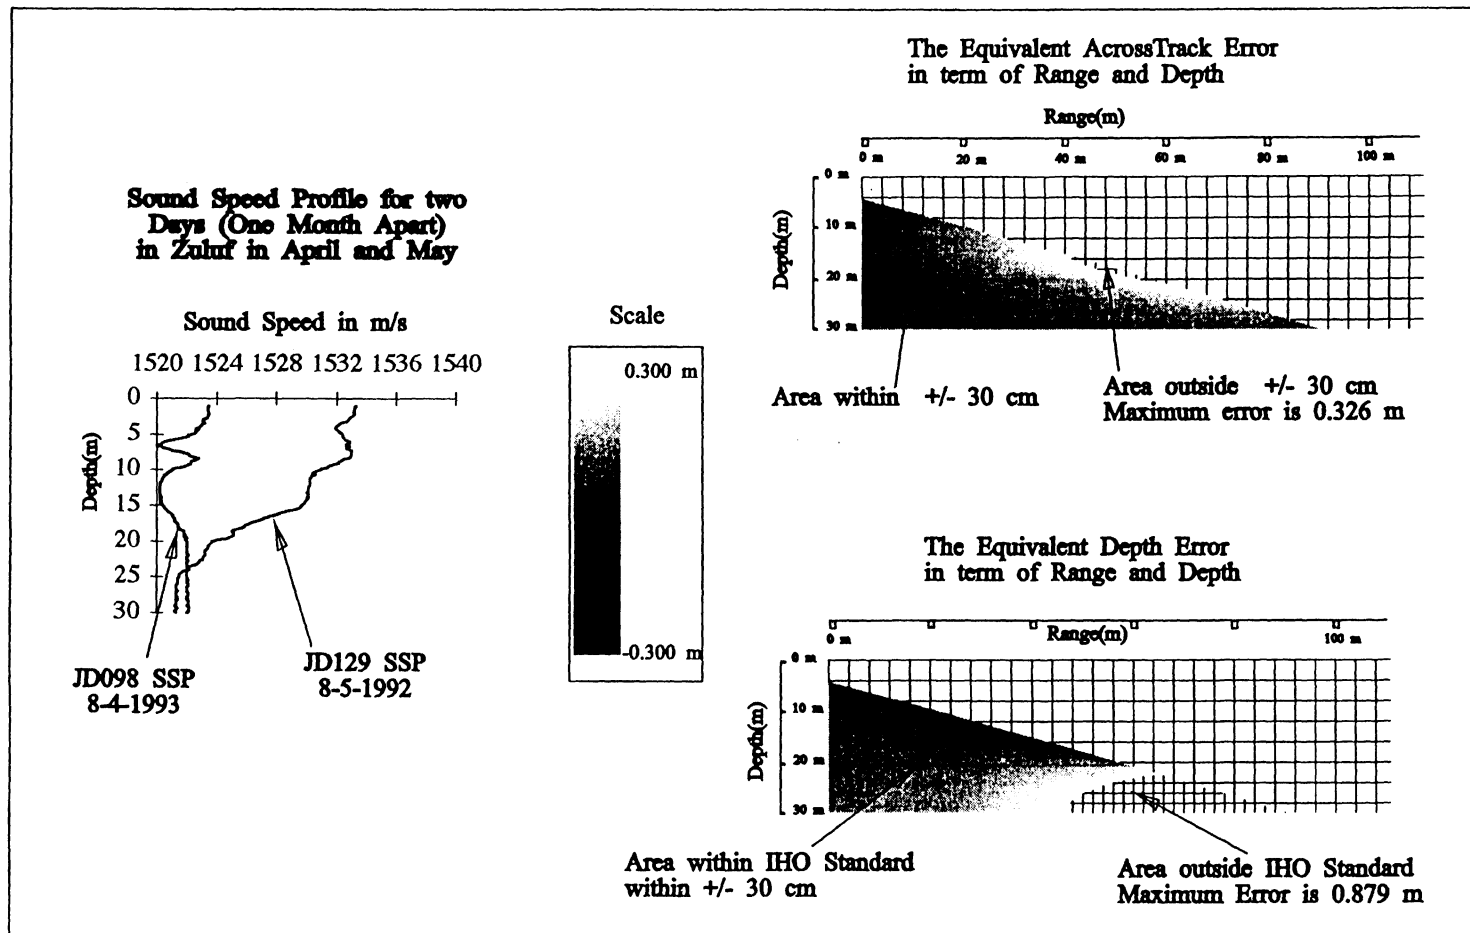 The Equivalent AcrossTrack Error
in term of Range and Depth
Range(m)
0 m 20 m 40 m 60 m 80 m 100 m
Depth(m)
0 m
10 m
20 m
30 m
Area within +/- 30 cm
Area outside +/- 30 cm
Maximum error is 0.326 m
Sound Speed Profile for two
Days (One Month Apart)
in Zuluf in April and May
Sound Speed in m/s
1520 1524 1528 1532 1536 1540
Depth(m)
0
5
10
15
20
25
30
JD098 SSP
8-4-1993
JD129 SSP
8-5-1992
Scale
0.300 m
-0.300 m
The Equivalent Depth Error
in term of Range and Depth
Range(m)
0 m 100 m
Depth(m)
0 m
10 m
20 m
30 m
Area within IHO Standard
within +/- 30 cm
Area outside IHO Standard
Maximum Error is 0.879 m